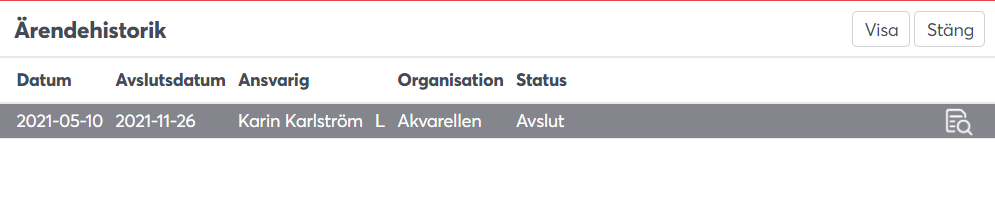 Ärendehistorik Visa Stäng
Datum Avslutsdatum Ansvarig Organisation Status
2021-05-10 2021-11-26 Karin Karlström L Akvarellen Avslut